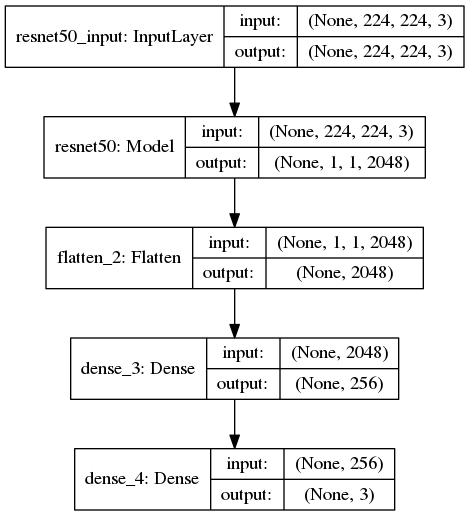 resnet50_input: InputLayer
input: (None, 224, 224, 3)
output: (None, 224, 224, 3)
resnet50: Model
input: (None, 224, 224, 3)
output: (None, 1, 1, 2048)
flatten_2: Flatten
input: (None, 1, 1, 2048)
output: (None, 2048)
dense_3: Dense
input: (None, 2048)
output: (None, 256)
dense_4: Dense
input: (None, 256)
output: (None, 3)